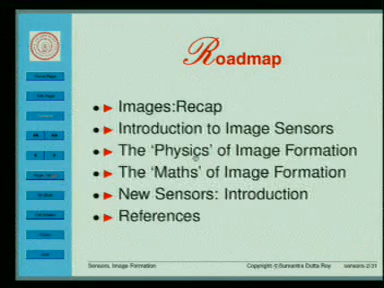 Roadmap
Images:Recap
Introduction to Image Sensors
The 'Physics' of Image Formation
The 'Maths' of Image Formation
New Sensors: Introduction
References
Sensors, Image Formation
Copyright ©Sumantra Dutta Roy
sensors 2/31